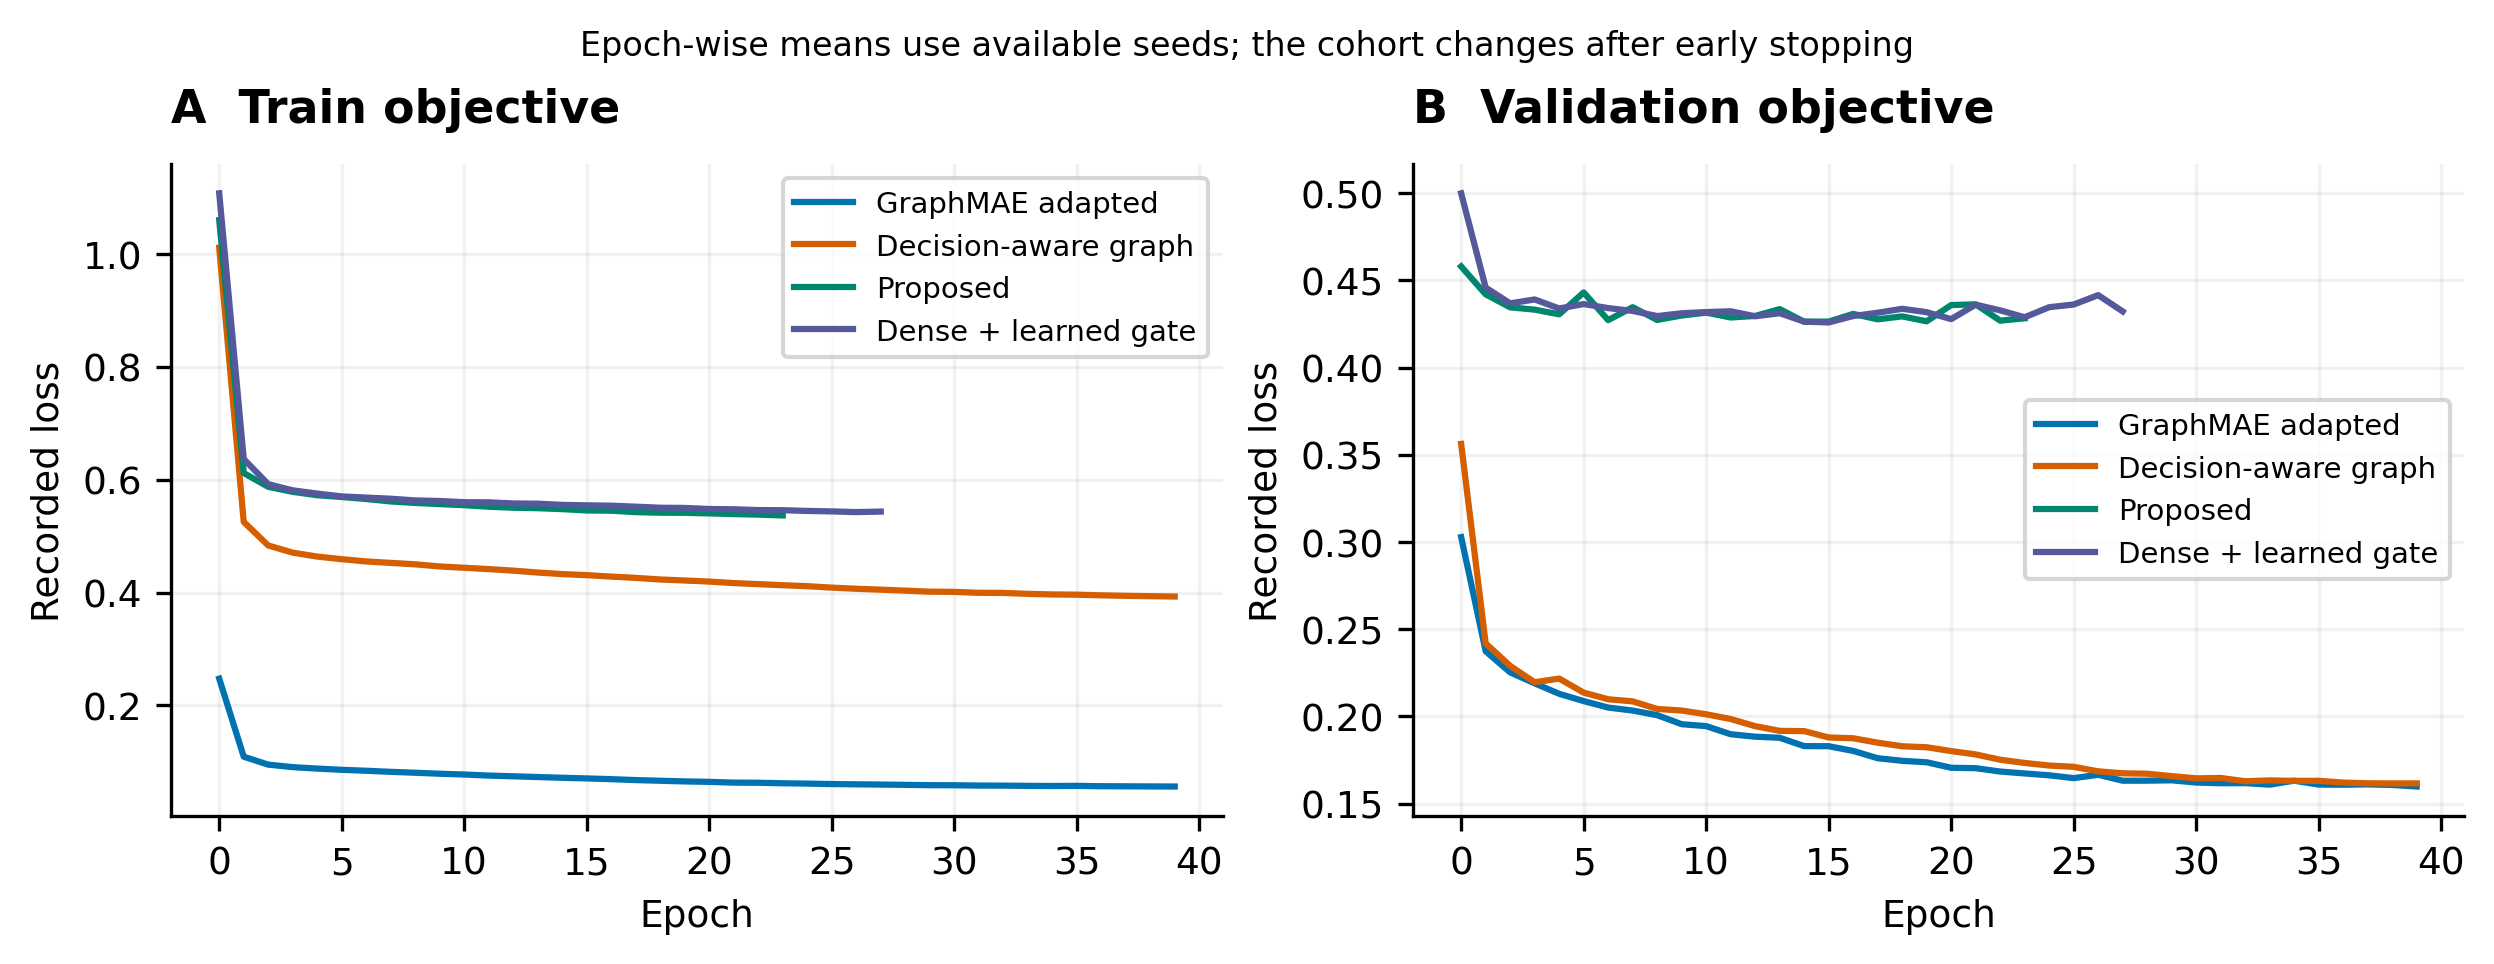 Epoch-wise means use available seeds; the cohort changes after early stopping
A Train objective
Recorded loss
1.0
0.8
0.6
0.4
0.2
0 5 10 15 20 25 30 35 40
Epoch
GraphMAE adapted
Decision-aware graph
Proposed
Dense + learned gate
B Validation objective
Recorded loss
0.50
0.45
0.40
0.35
0.30
0.25
0.20
0.15
0 5 10 15 20 25 30 35 40
Epoch
GraphMAE adapted
Decision-aware graph
Proposed
Dense + learned gate